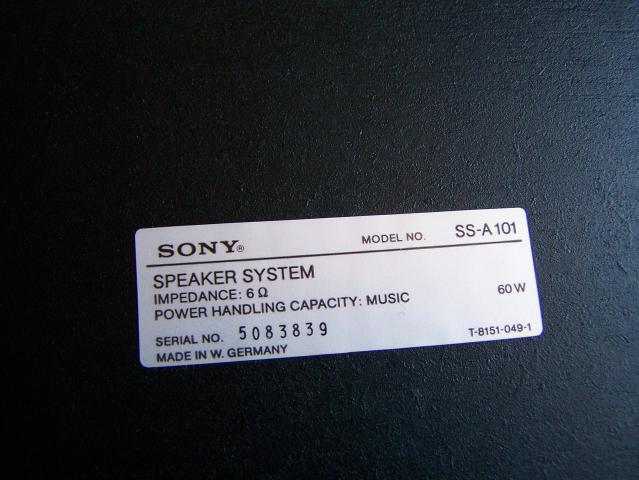 SONY® MODEL NO. SS-A101
SPEAKER SYSTEM
IMPEDANCE: 6 Ω
POWER HANDLING CAPACITY: MUSIC 60 W
SERIAL NO. 5083839 T-8151-049-1
MADE IN W. GERMANY